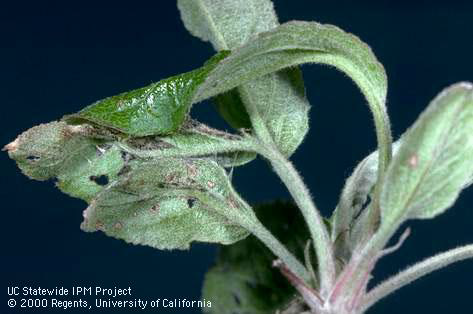 UC Statewide IPM Project
© 2000 Regents, University of California